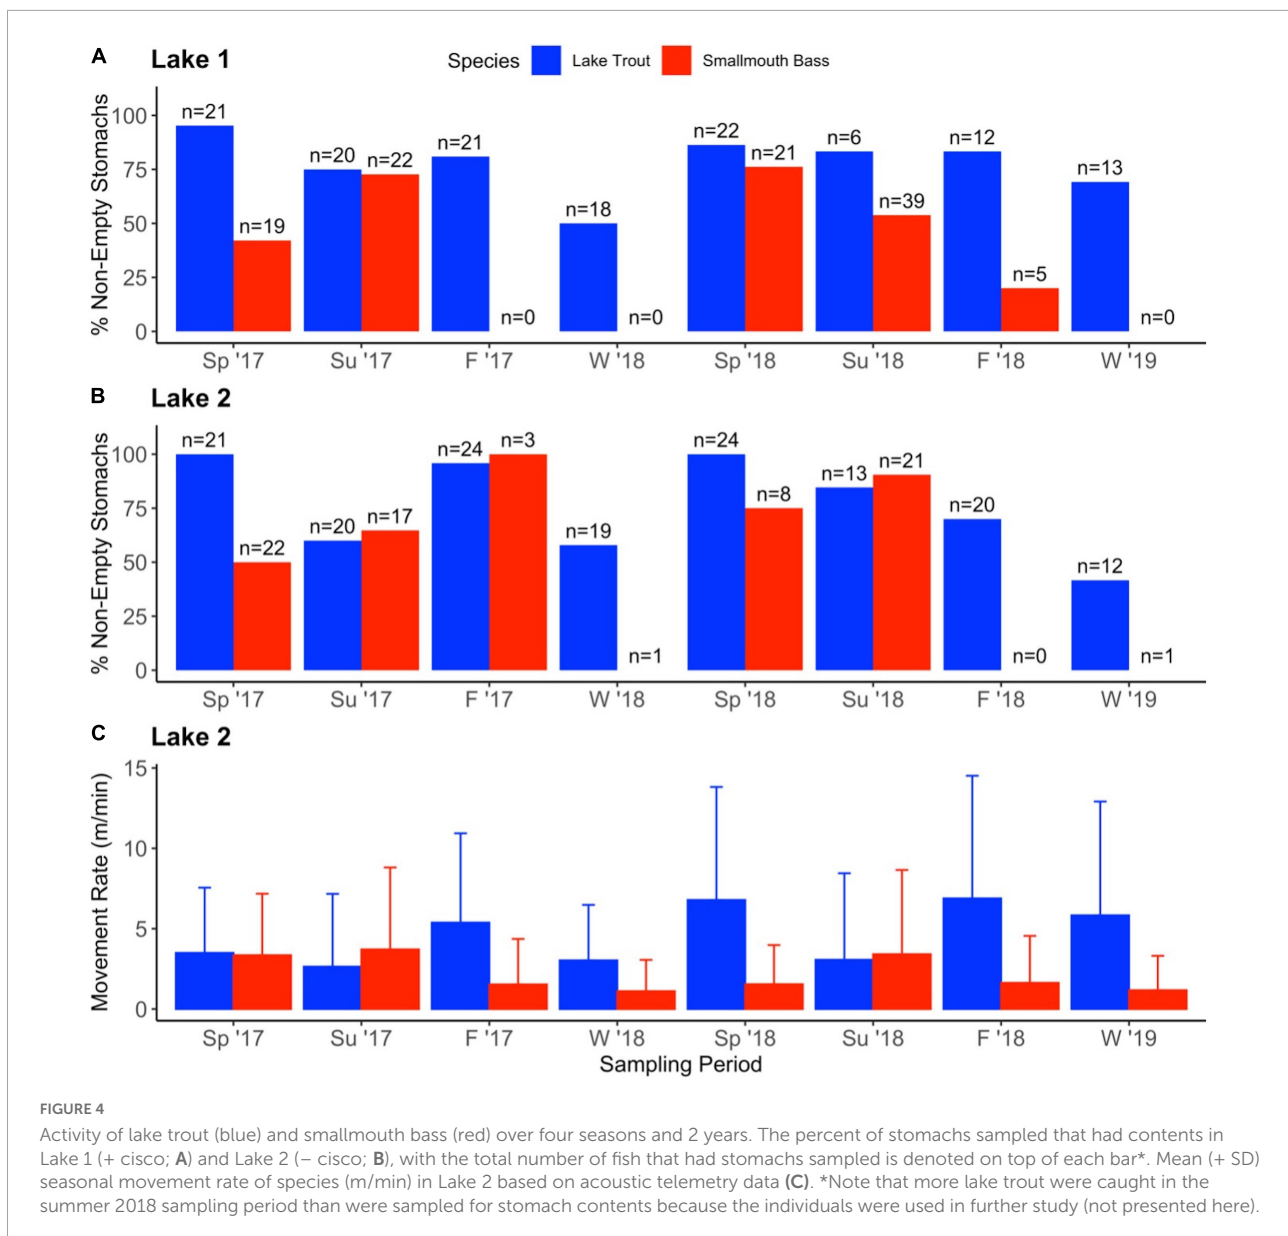 A Lake 1 Species Lake Trout Smallmouth Bass
% Non-Empty Stomachs
100
75
50
25
0
n=21 n=19 n=20 n=22 n=21 n=0 n=18 n=0 n=22 n=21 n=6 n=39 n=12 n=5 n=13 n=0
Sp '17 Su '17 F '17 W '18 Sp '18 Su '18 F '18 W '19
B Lake 2
% Non-Empty Stomachs
100
75
50
25
0
n=21 n=22 n=20 n=17 n=24 n=3 n=19 n=1 n=24 n=8 n=13 n=21 n=20 n=0 n=12 n=1
Sp '17 Su '17 F '17 W '18 Sp '18 Su '18 F '18 W '19
C Lake 2
Movement Rate (m/min)
15
10
5
0
Sp '17 Su '17 F '17 W '18 Sp '18 Su '18 F '18 W '19
Sampling Period
FIGURE 4
Activity of lake trout (blue) and smallmouth bass (red) over four seasons and 2 years. The percent of stomachs sampled that had contents in
Lake 1 (+ cisco; A) and Lake 2 (− cisco; B), with the total number of fish that had stomachs sampled is denoted on top of each bar*. Mean (+ SD)
seasonal movement rate of species (m/min) in Lake 2 based on acoustic telemetry data (C). *Note that more lake trout were caught in the
summer 2018 sampling period than were sampled for stomach contents because the individuals were used in further study (not presented here).